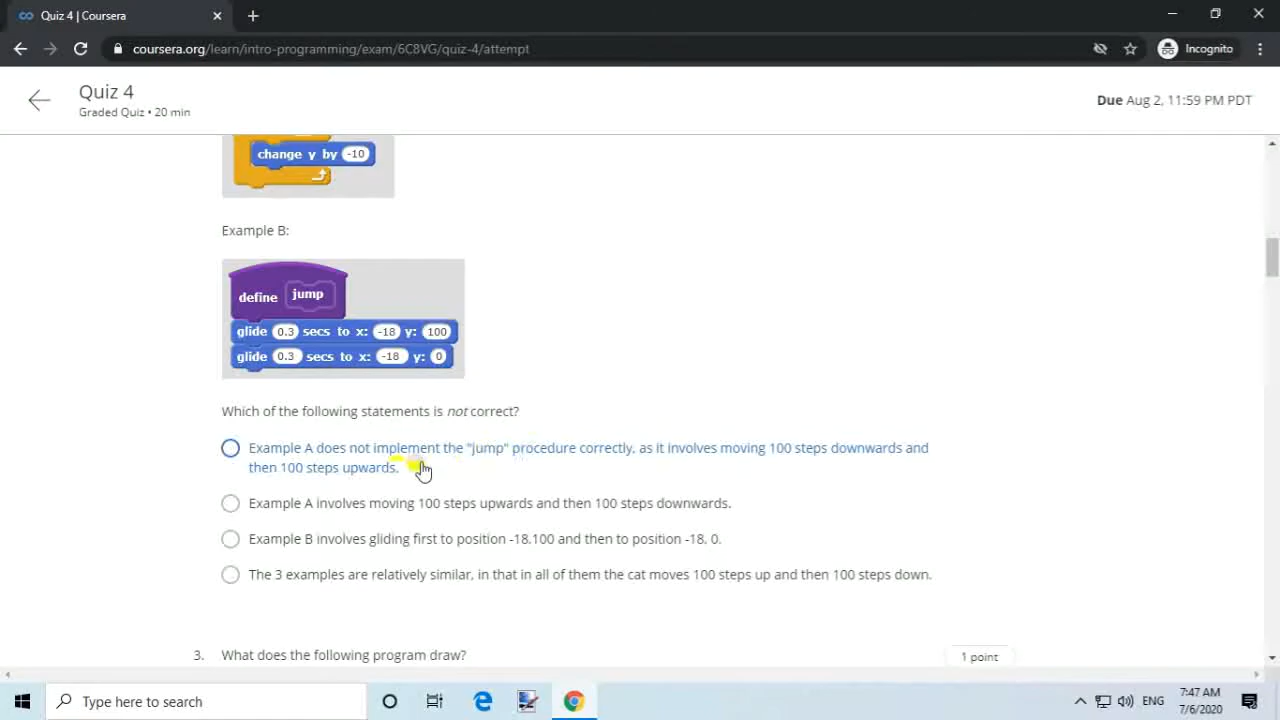 Quiz 4 | Coursera
coursera.org/learn/intro-programming/exam/6C8VG/quiz-4/attempt
Incognito
Quiz 4
Graded Quiz • 20 min
Due Aug 2, 11:59 PM PDT
change y by -10
Example B:
define jump
glide 0.3 secs to x: -18 y: 100
glide 0.3 secs to x: -18 y: 0
Which of the following statements is not correct?
Example A does not implement the "jump" procedure correctly, as it involves moving 100 steps downwards and
then 100 steps upwards.
Example A involves moving 100 steps upwards and then 100 steps downwards.
Example B involves gliding first to position -18.100 and then to position -18, 0.
The 3 examples are relatively similar, in that in all of them the cat moves 100 steps up and then 100 steps down.
3. What does the following program draw?
1 point
Type here to search
ENG
7:47 AM
7/6/2020